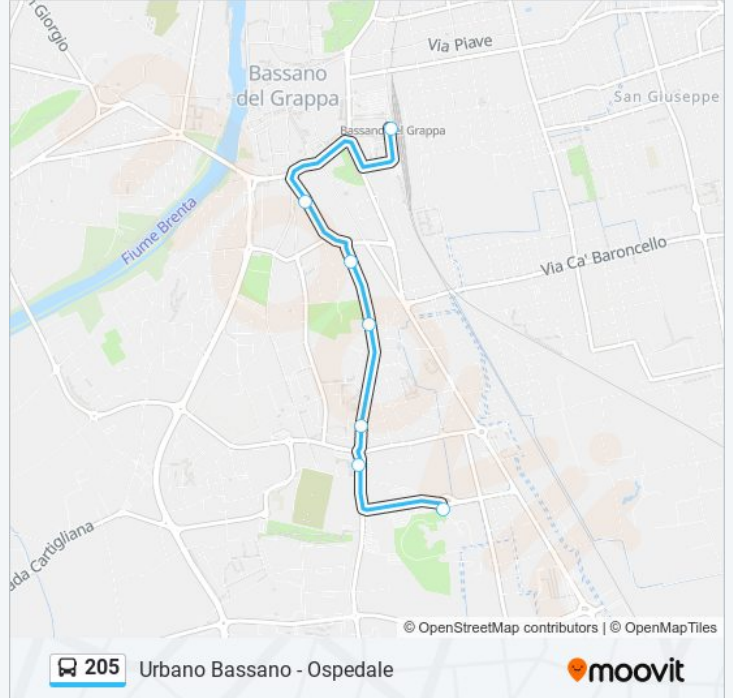 Giorgio
Via Piave
Bassano
del Grappa
San Giuseppe
Bassano del Grappa
Fiume Brenta
Via Ca' Baroncello
ada Cartigliana
© OpenStreetMap contributors | © OpenMapTiles
205 Urbano Bassano - Ospedale
moovit